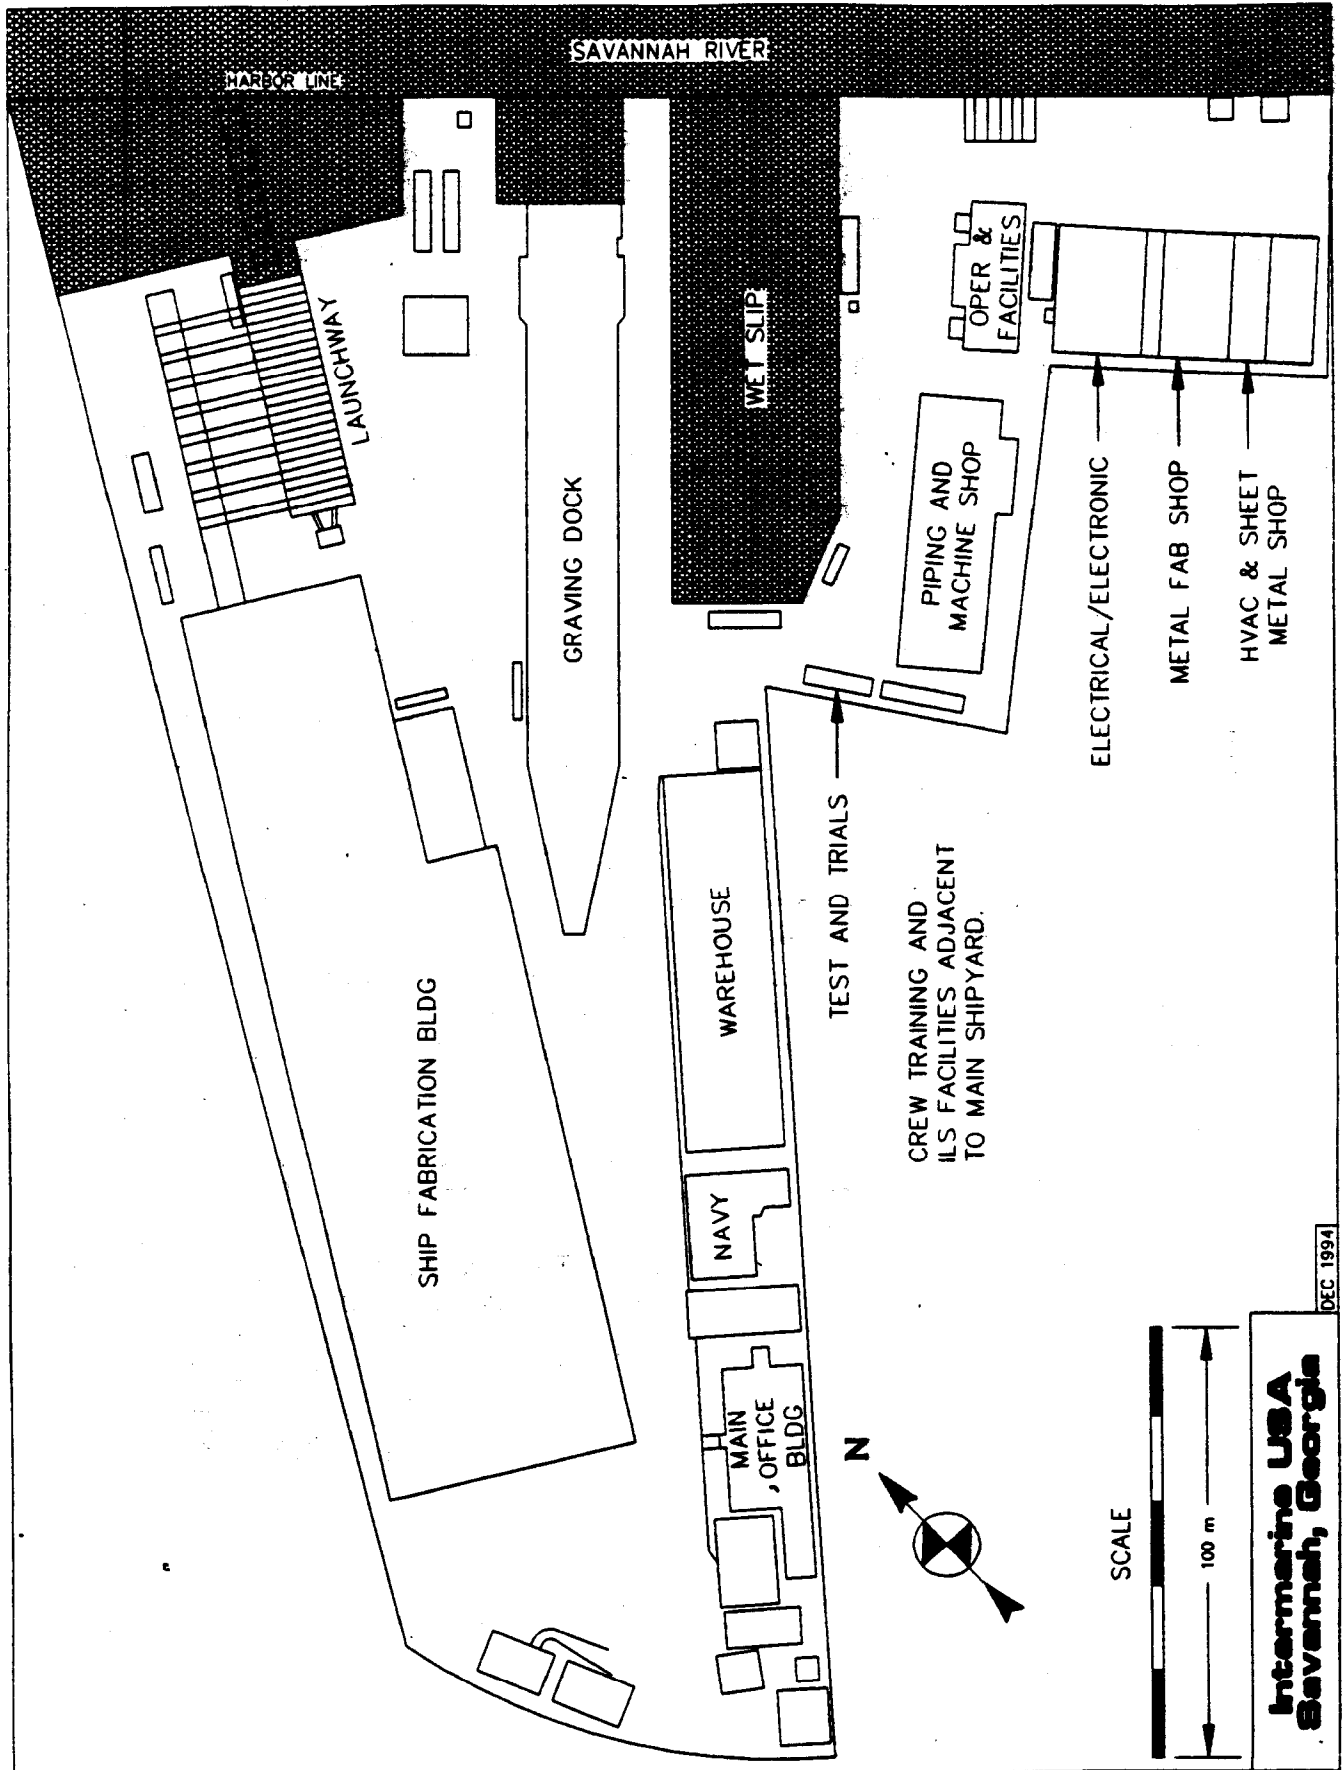 SAVANNAH RIVER
HARBOR LINE
LAUNCHWAY
GRAVING DOCK
WET SLIP
OPER &
FACILITIES
PIPING AND
MACHINE SHOP
ELECTRICAL/ELECTRONIC
METAL FAB SHOP
HVAC & SHEET
METAL SHOP
SHIP FABRICATION BLDG
WAREHOUSE
TEST AND TRIALS
CREW TRAINING AND
ILS FACILITIES ADJACENT
TO MAIN SHIPYARD.
NAVY
MAIN
OFFICE
BLDG
N
SCALE
100 m
DEC 1994
Intermarine USA
Savannah, Georgia